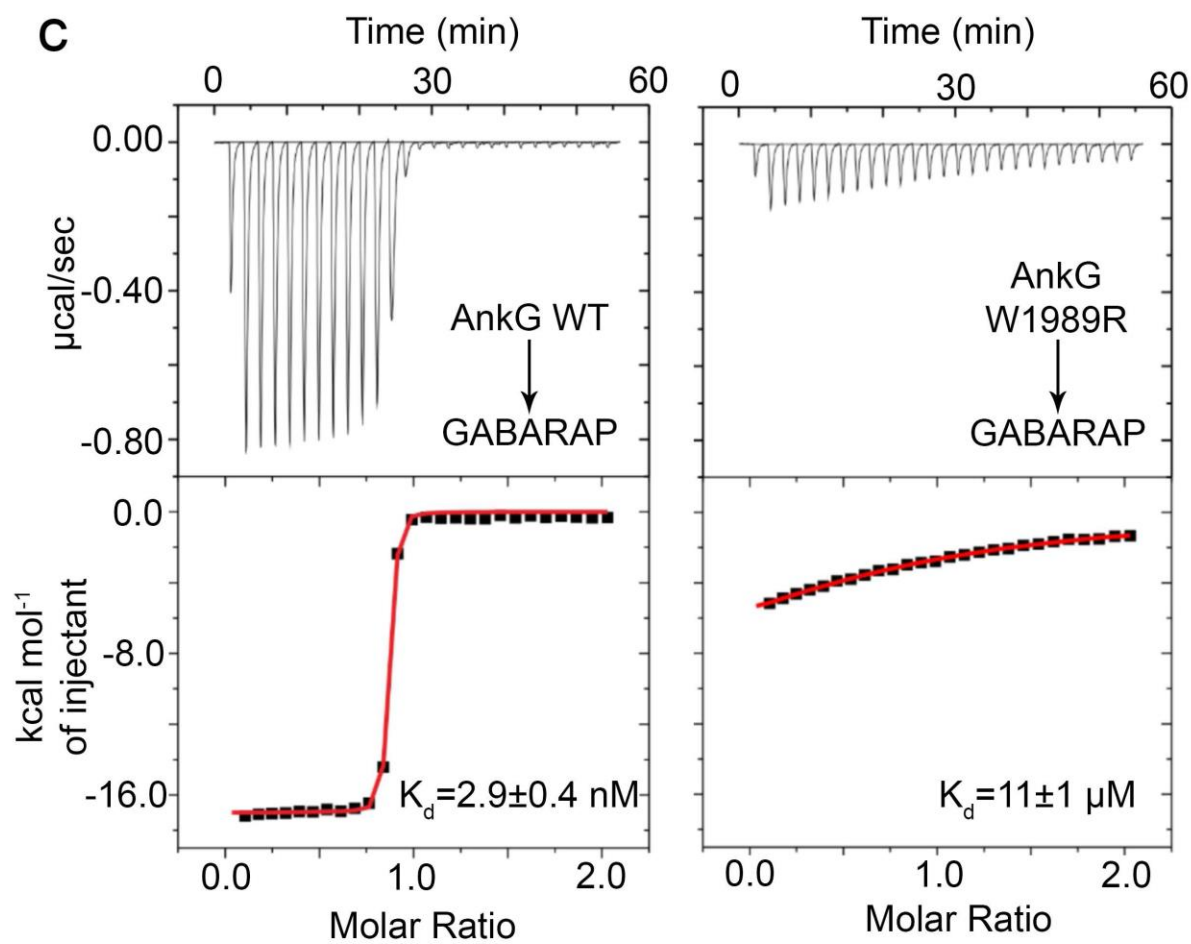 C
Time (min)
0 30 60
0.00
-0.40
-0.80
µcal/sec
AnkG WT
GABARAP
0.0
-8.0
-16.0
kcal mol-1
of injectant
Kd=2.9±0.4 nM
0.0 1.0 2.0
Molar Ratio
Time (min)
0 30 60
AnkG
W1989R
GABARAP
Kd=11±1 µM
0.0 1.0 2.0
Molar Ratio